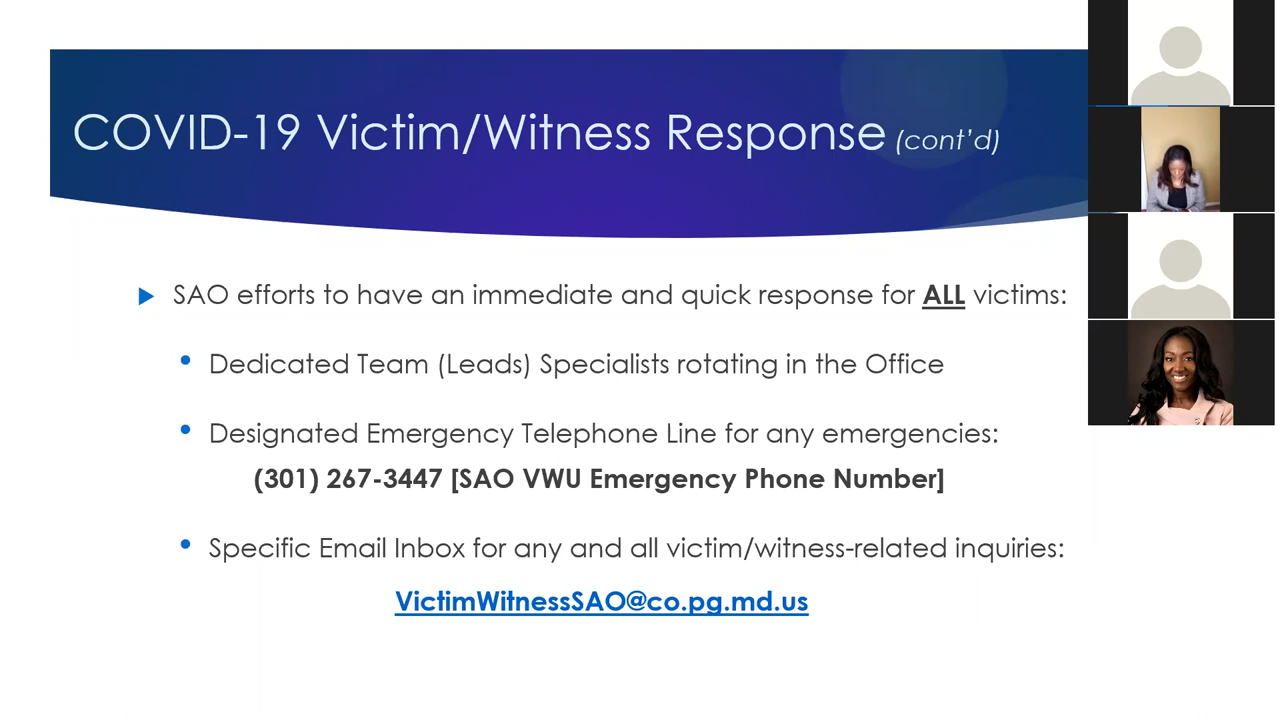 COVID-19 Victim/Witness Response (cont'd)
SAO efforts to have an immediate and quick response for ALL victims:
Dedicated Team (Leads) Specialists rotating in the Office
Designated Emergency Telephone Line for any emergencies:
(301) 267-3447 [SAO VWU Emergency Phone Number]
Specific Email Inbox for any and all victim/witness-related inquiries:
VictimWitnessSAO@co.pg.md.us